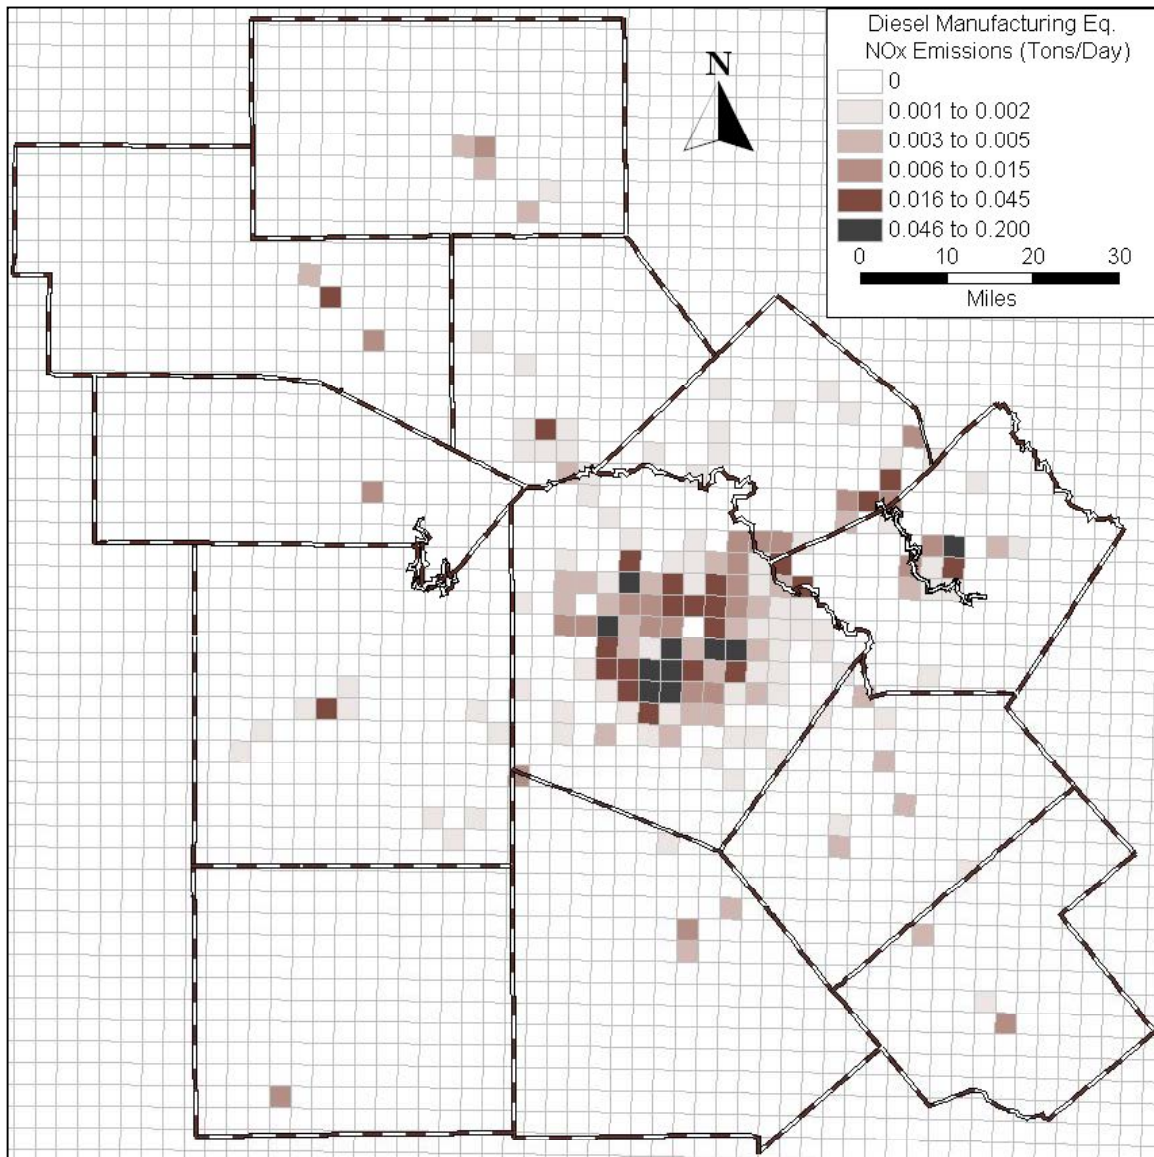 Diesel Manufacturing Eq.
NOx Emissions (Tons/Day)
0
0.001 to 0.002
0.003 to 0.005
0.006 to 0.015
0.016 to 0.045
0.046 to 0.200
0 10 20 30
Miles
N